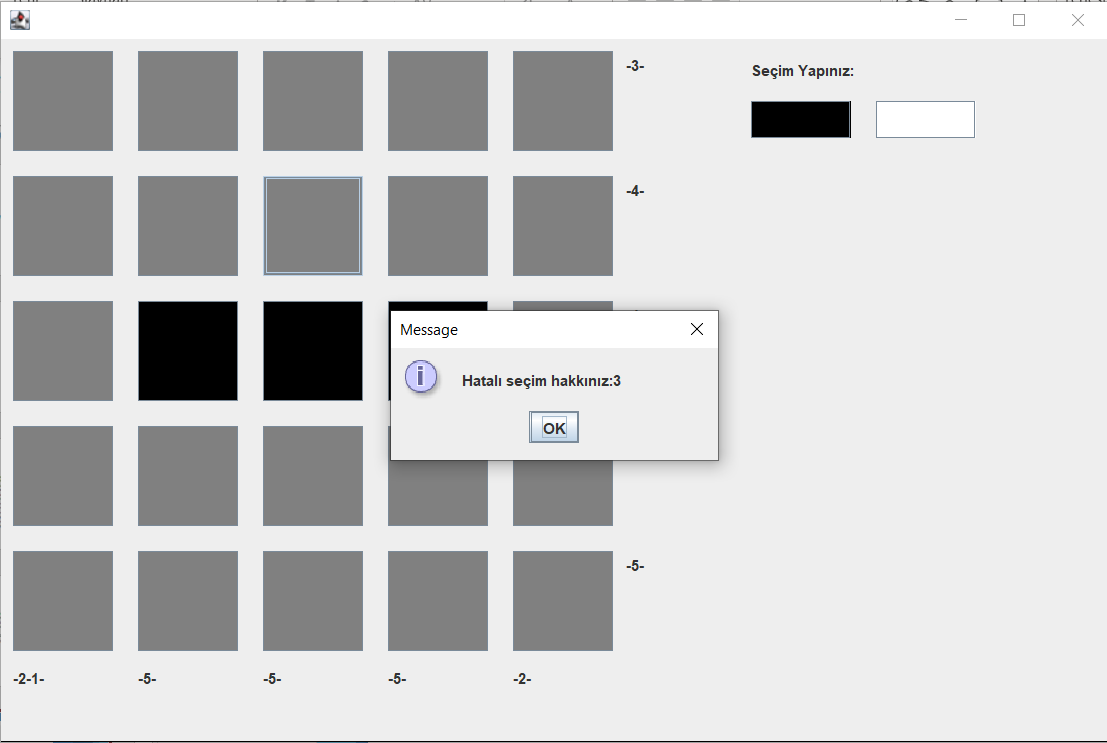 -3-
Seçim Yapınız:
-4-
Message
Hatalı seçim hakkınız:3
OK
-5-
-2-1-
-5-
-5-
-5-
-2-